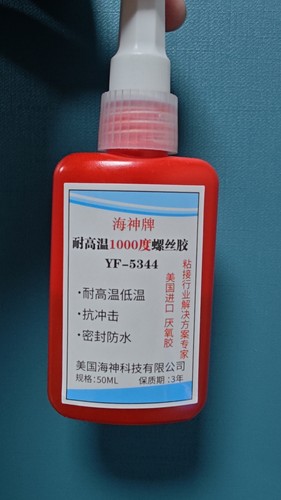 海神牌
耐高温1000度螺丝胶
YF-5344
·耐高温低温
·抗冲击
·密封防水
美国进口 厌氧胶
粘接行业解决方案专家
美国海神科技有限公司
规格:50ML 保质期:3年